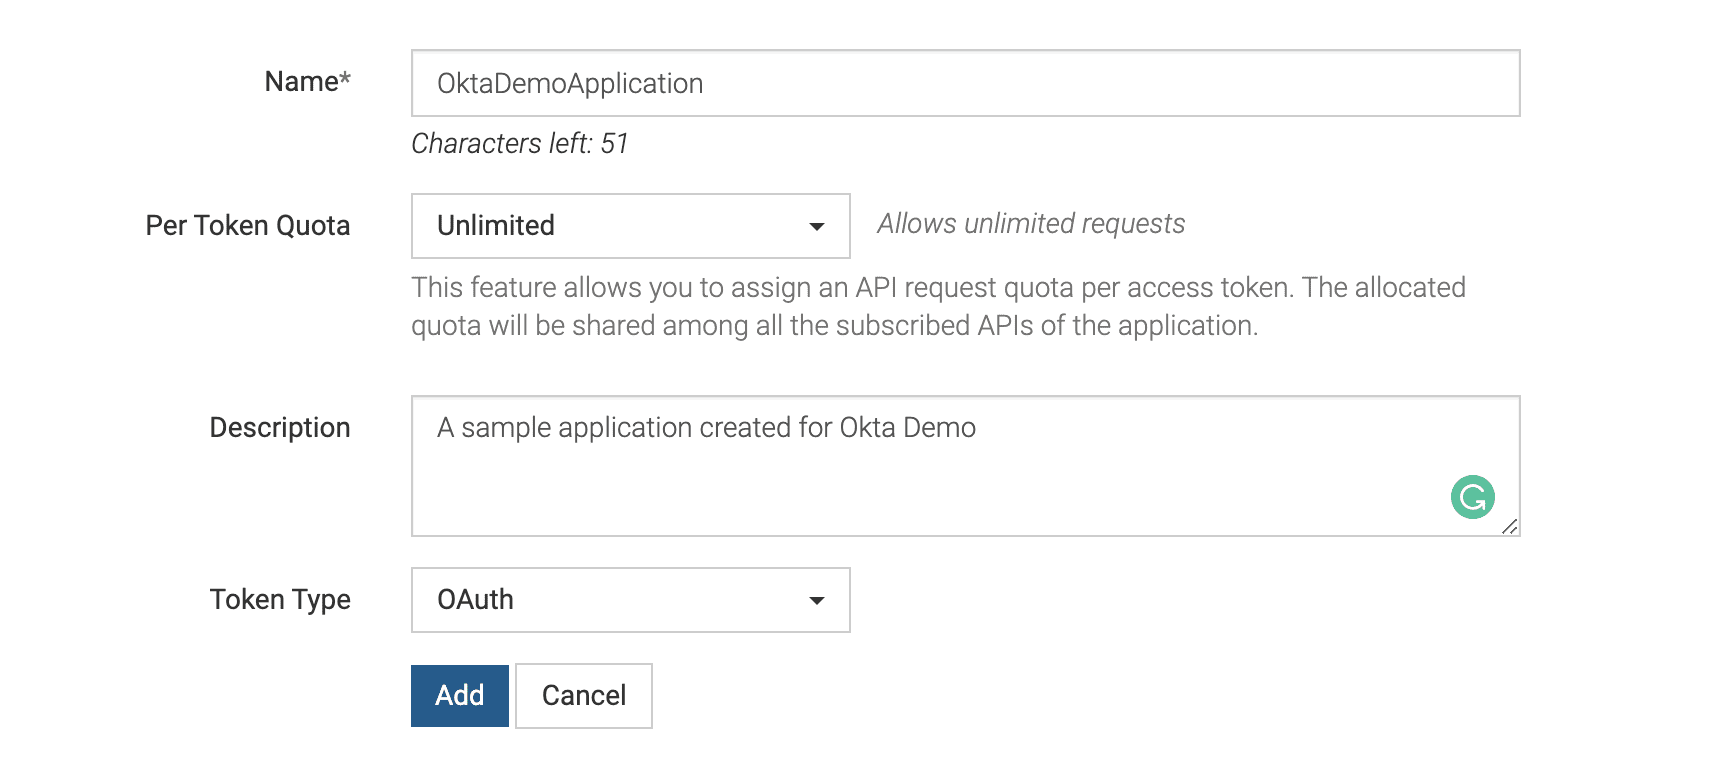 Name* OktaDemoApplication
Characters left: 51
Per Token Quota Unlimited Allows unlimited requests
This feature allows you to assign an API request quota per access token. The allocated
quota will be shared among all the subscribed APIs of the application.
Description A sample application created for Okta Demo
Token Type OAuth
Add Cancel